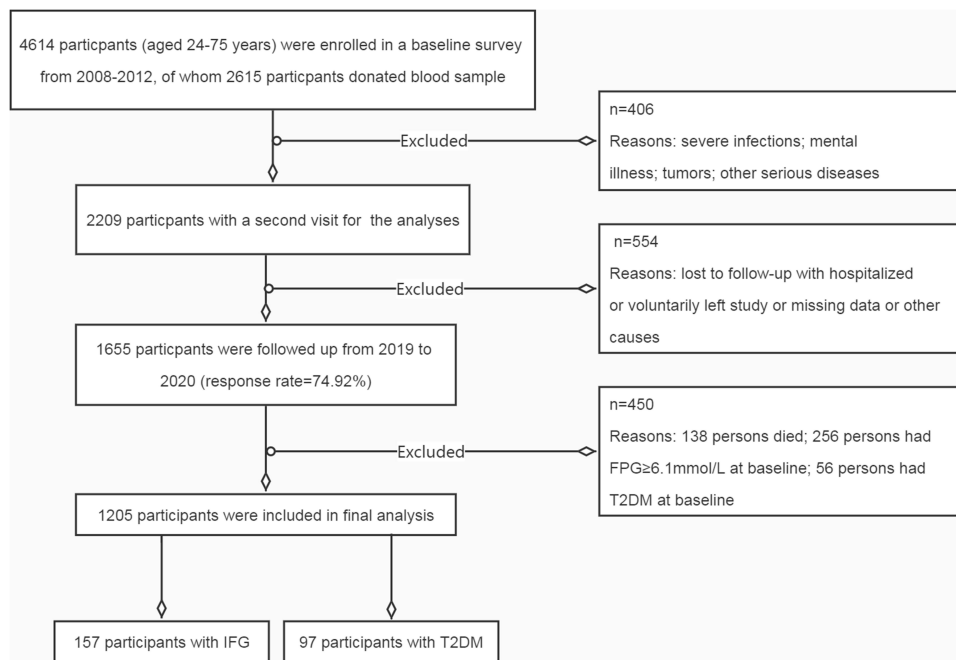 4614 particpants (aged 24-75 years) were enrolled in a baseline survey
from 2008-2012, of whom 2615 particpants donated blood sample
n=406
Excluded
Reasons: severe infections; mental
illness; tumors; other serious diseases
2209 particpants with a second visit for the analyses
n=554
Excluded
Reasons: lost to follow-up with hospitalized
or voluntarily left study or missing data or other
causes
1655 particpants were followed up from 2019 to
2020 (response rate=74.92%)
n=450
Excluded
Reasons: 138 persons died; 256 persons had
FPG≥6.1mmol/L at baseline; 56 persons had
T2DM at baseline
1205 participants were included in final analysis
157 participants with IFG
97 participants with T2DM